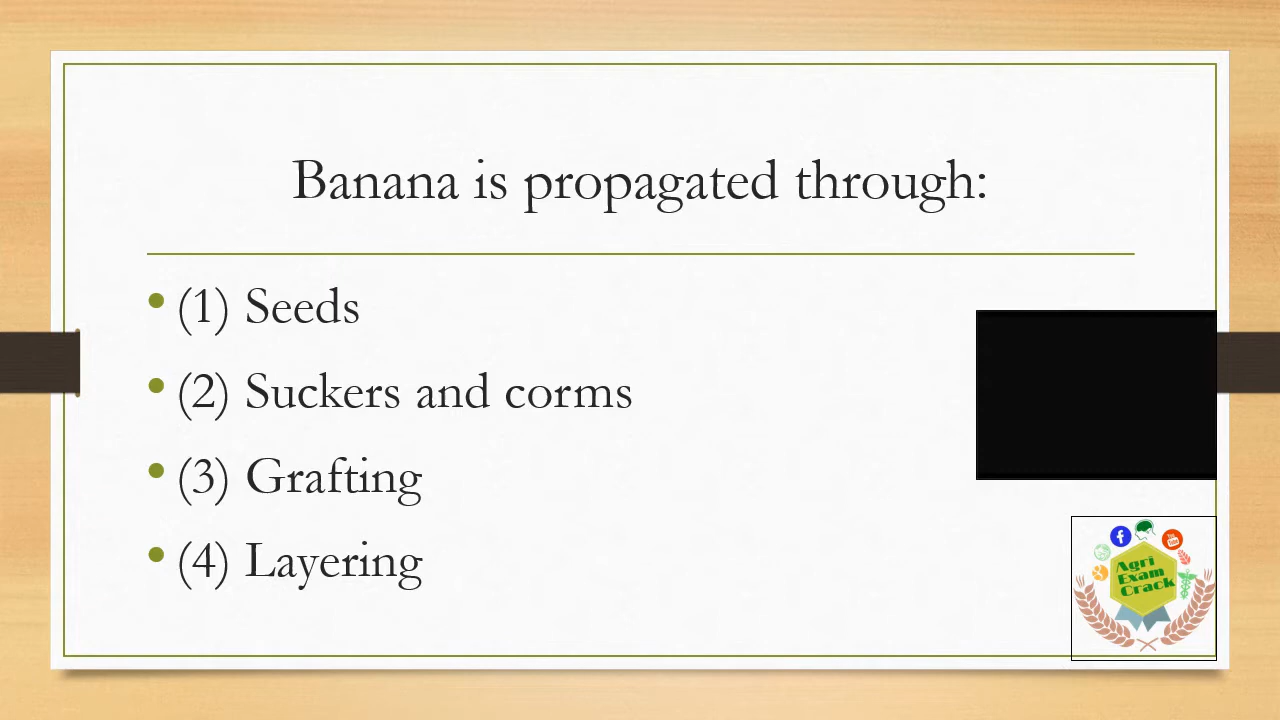 Banana is propagated through:
(1) Seeds
(2) Suckers and corms
(3) Grafting
(4) Layering
Agri
Exam
Crack